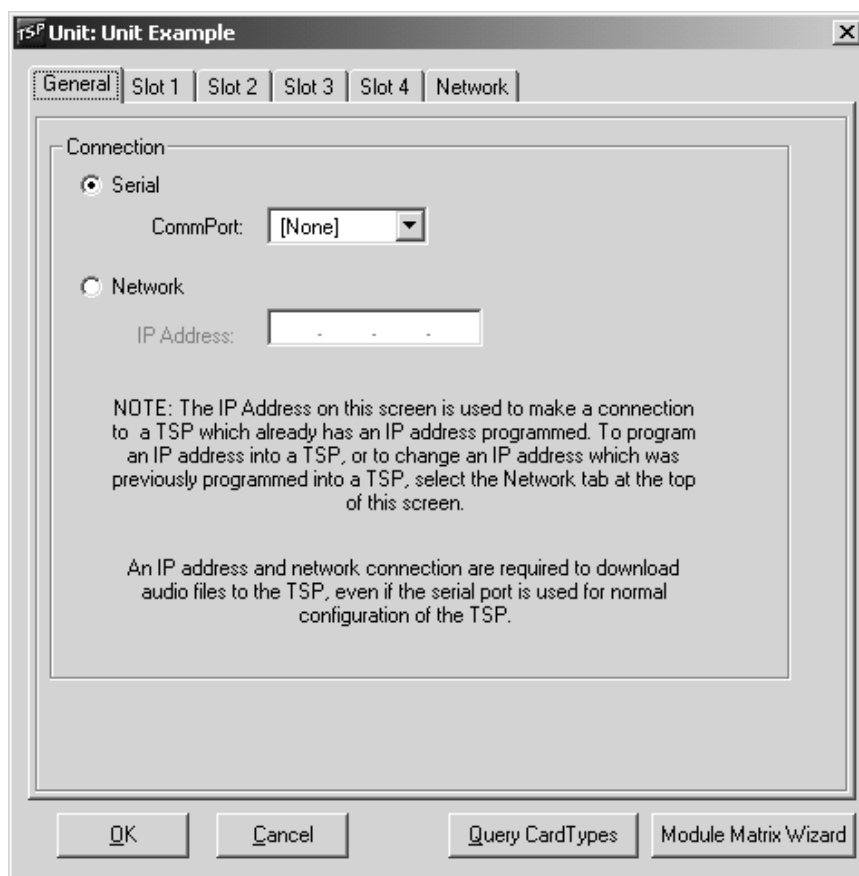 TSP Unit: Unit Example
General Slot 1 Slot 2 Slot 3 Slot 4 Network
Connection
Serial
CommPort: [None]
Network
IP Address: . . .
NOTE: The IP Address on this screen is used to make a connection
to a TSP which already has an IP address programmed. To program
an IP address into a TSP, or to change an IP address which was
previously programmed into a TSP, select the Network tab at the top
of this screen.
An IP address and network connection are required to download
audio files to the TSP, even if the serial port is used for normal
configuration of the TSP.
OK Cancel Query CardTypes Module Matrix Wizard